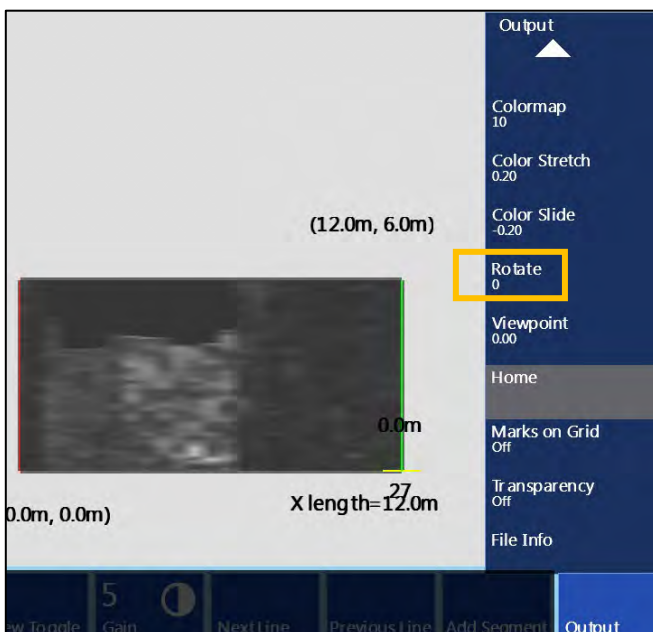 Output
Colormap
10
Color Stretch
0.20
(12.0m, 6.0m)
Color Slide
-0.20
Rotate
0
Viewpoint
0.00
Home
0.0m
Marks on Grid
Off
27
X length=12.0m
0.0m, 0.0m)
Transparency
Off
File Info
5
ew Toggle
Gain
Next Line
Previous Line
Add Segment
Output